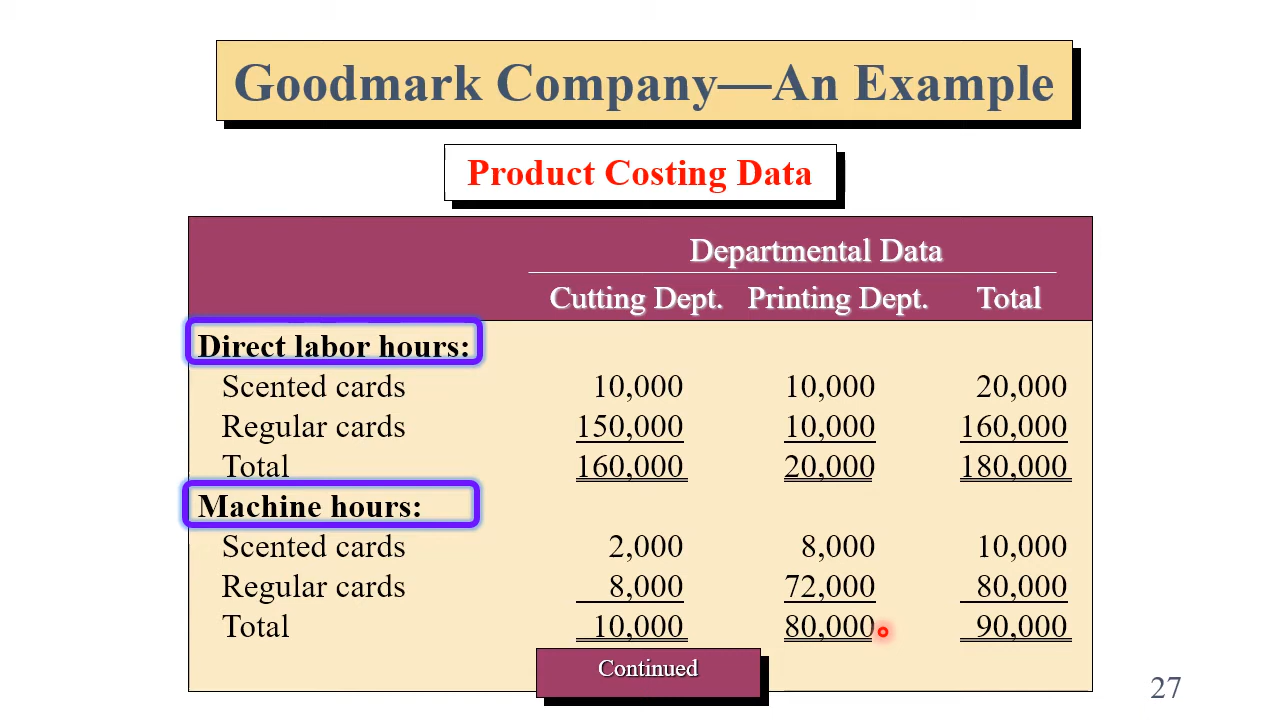 Goodmark Company—An Example
Product Costing Data
Departmental Data
Cutting Dept. Printing Dept. Total
Direct labor hours:
Scented cards 10,000 10,000 20,000
Regular cards 150,000 10,000 160,000
Total 160,000 20,000 180,000
Machine hours:
Scented cards 2,000 8,000 10,000
Regular cards 8,000 72,000 80,000
Total 10,000 80,000 90,000
Continued
27